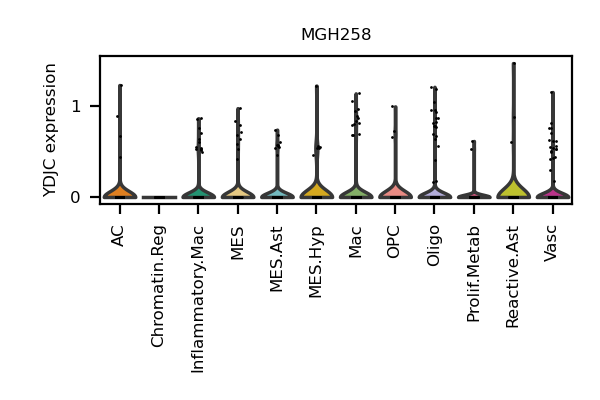 MGH258
YDJC expression
1
0
AC
Chromatin.Reg
Inflammatory.Mac
MES
MES.Ast
MES.Hyp
Mac
OPC
Oligo
Prolif.Metab
Reactive.Ast
Vasc